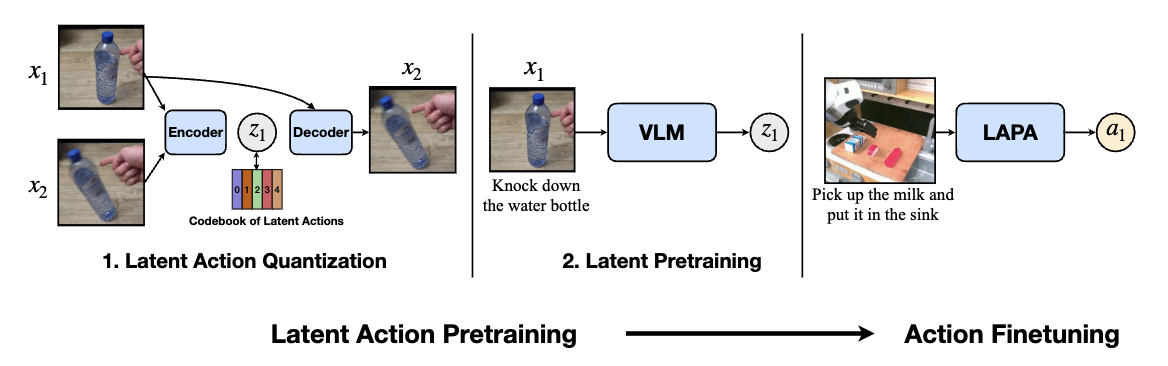 x1
x2
Encoder
z1
Decoder
x2
0 1 2 3 4
Codebook of Latent Actions
1. Latent Action Quantization
x1
VLM
z1
Knock down
the water bottle
2. Latent Pretraining
LAPA
a1
Pick up the milk and
put it in the sink
Latent Action Pretraining
Action Finetuning